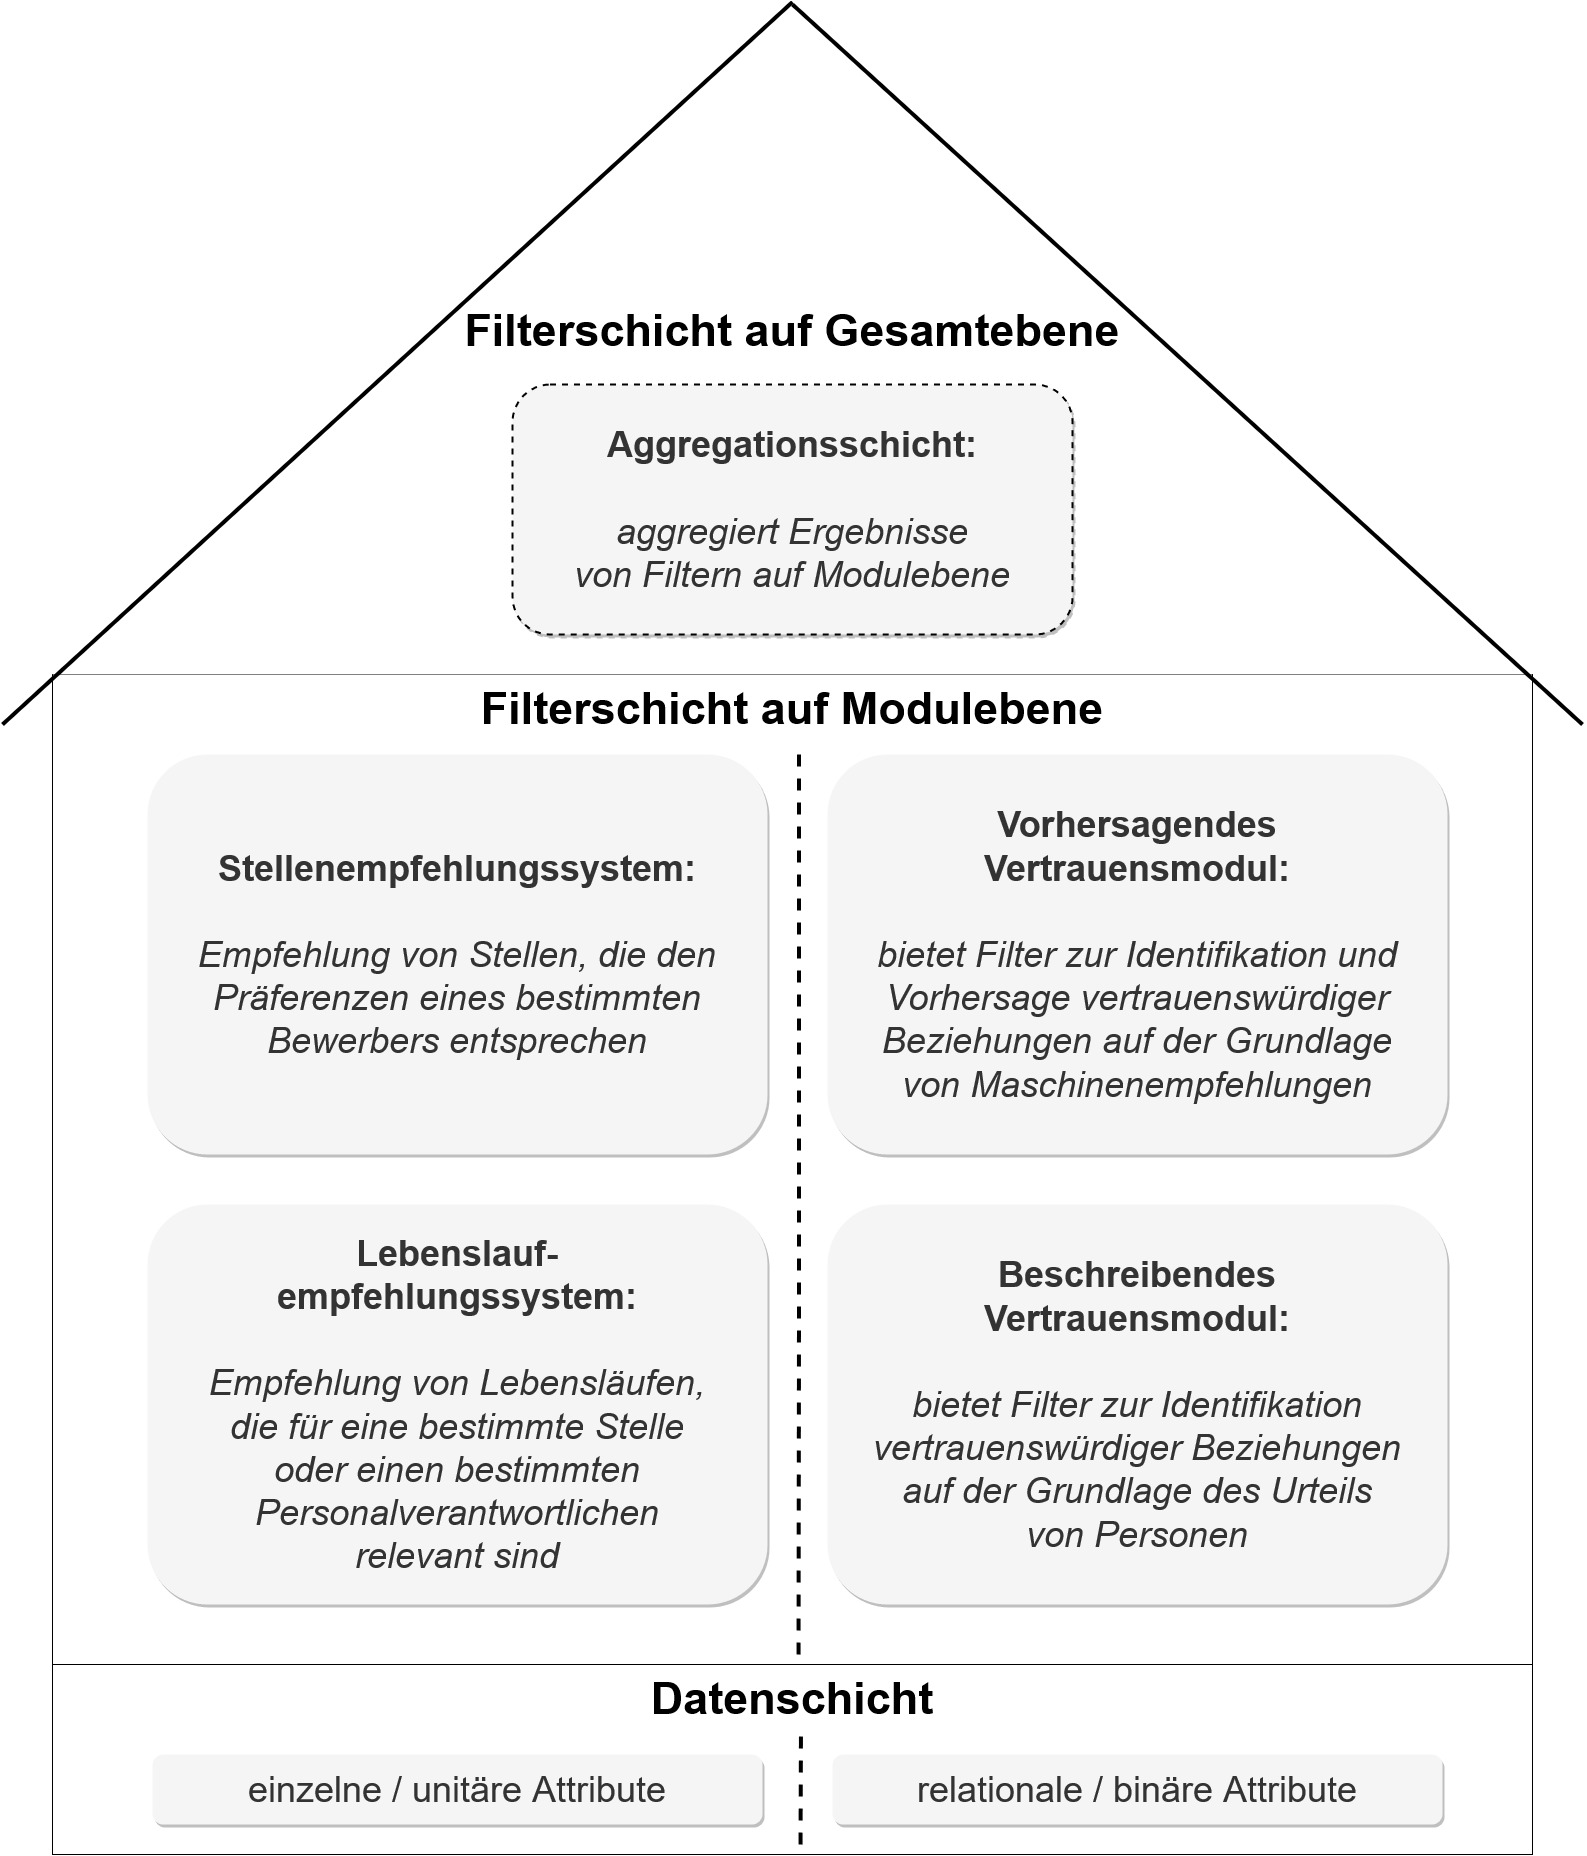 Filterschicht auf Gesamtebene
Aggregationsschicht:
aggregiert Ergebnisse
von Filtern auf Modulebene
Filterschicht auf Modulebene
Stellenempfehlungssystem:
Empfehlung von Stellen, die den
Präferenzen eines bestimmten
Bewerbers entsprechen
Vorhersagendes
Vertrauensmodul:
bietet Filter zur Identifikation und
Vorhersage vertrauenswürdiger
Beziehungen auf der Grundlage
von Maschinenempfehlungen
Lebenslauf-
empfehlungssystem:
Empfehlung von Lebensläufen,
die für eine bestimmte Stelle
oder einen bestimmten
Personalverantwortlichen
relevant sind
Beschreibendes
Vertrauensmodul:
bietet Filter zur Identifikation
vertrauenswürdiger Beziehungen
auf der Grundlage des Urteils
von Personen
Datenschicht
einzelne / unitäre Attribute
relationale / binäre Attribute